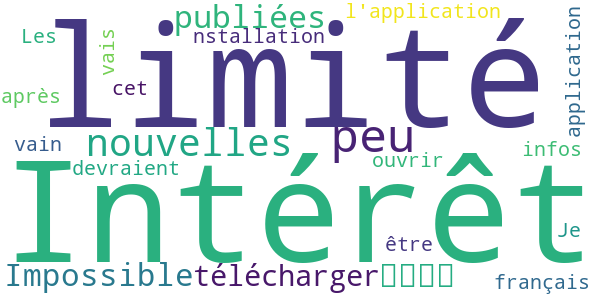 publiées l'application
Les nstallation
vais
limité
application
après cet
vain nouvelles peu
devraient ouvrir infos
Intérêt
Je
être
Impossible télécharger
français